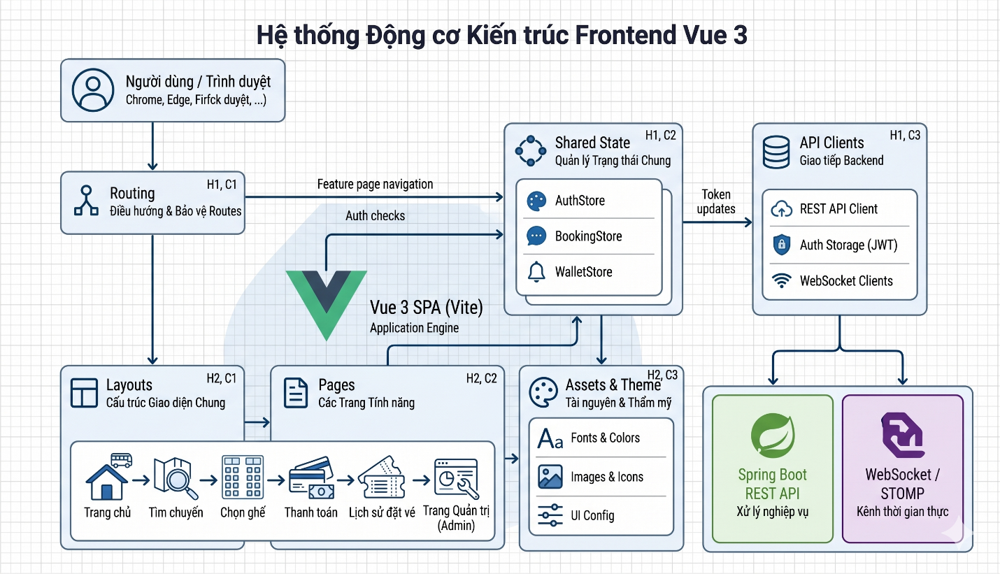 Hệ thống Động cơ Kiến trúc Frontend Vue 3
Người dùng / Trình duyệt
Chrome, Edge, Firfck duyệt, ...)
H1, C1
Routing
Điều hướng & Bảo vệ Routes
Feature page navigation
Auth checks
Vue 3 SPA (Vite)
Application Engine
H1, C2
Shared State
Quản lý Trạng thái Chung
AuthStore
BookingStore
WalletStore
Token
updates
H1, C3
API Clients
Giao tiếp Backend
REST API Client
Auth Storage (JWT)
WebSocket Clients
H2, C1
Layouts
Cấu trúc Giao diện Chung
H2, C2
Pages
Các Trang Tính năng
Trang chủ
Tìm chuyến
Chọn ghế
Thanh toán
Lịch sử đặt vé
Trang Quản trị
(Admin)
H2, C3
Assets & Theme
Tài nguyên & Thẩm mỹ
Aa
Fonts & Colors
Images & Icons
UI Config
Spring Boot
REST API
Xử lý nghiệp vụ
WebSocket /
STOMP
Kênh thời gian thực